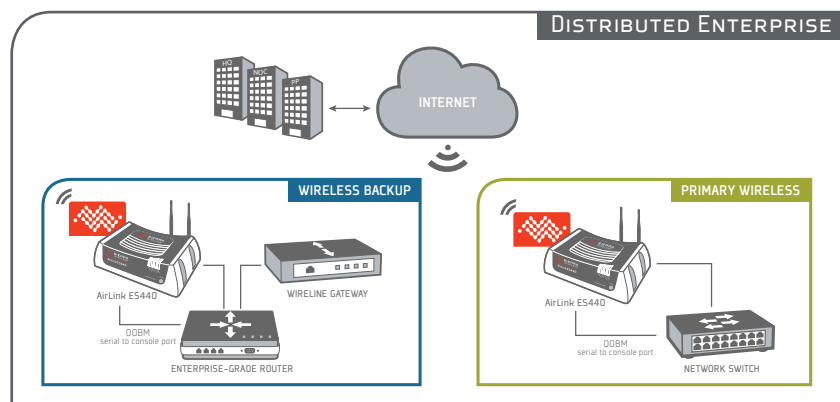 DISTRIBUTED ENTERPRISE
HQ
NOC
PP
INTERNET
WIRELESS BACKUP
AirLink ES440
WIRELINE GATEWAY
OOBM
serial to console port
ENTERPRISE-GRADE ROUTER
PRIMARY WIRELESS
AirLink ES440
OOBM
serial to console port
NETWORK SWITCH